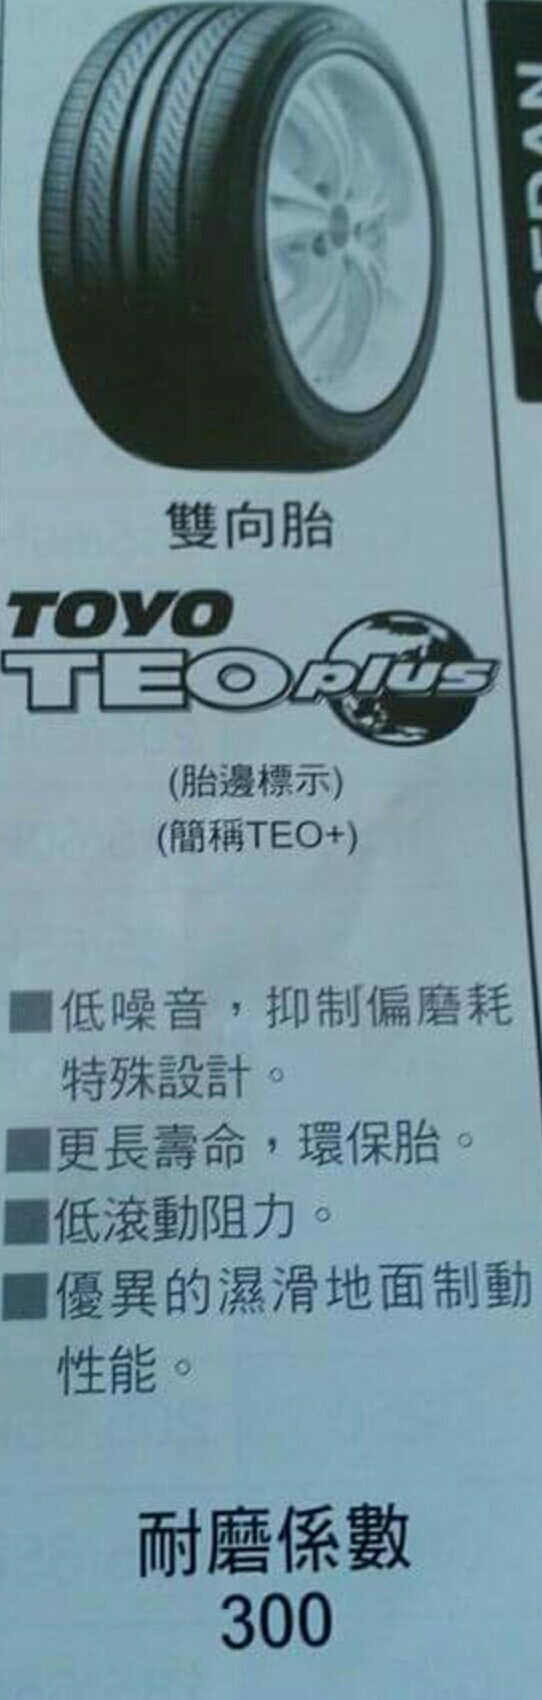 雙向胎
TOYO
TEO plus
(胎邊標示)
(簡稱TEO+)
■低噪音，抑制偏磨耗
特殊設計。
■更長壽命，環保胎。
■低滾動阻力。
■優異的濕滑地面制動
性能。
耐磨係數
300